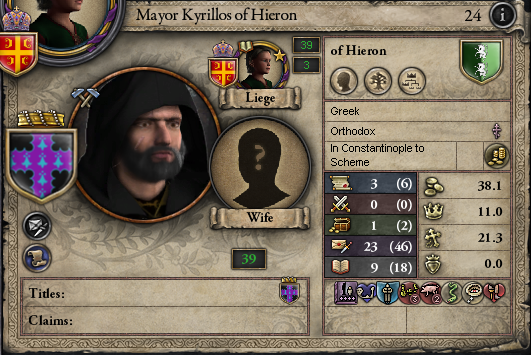 Mayor Kyrillos of Hieron
24
39
3
Liege
of Hieron
Greek
Orthodox
In Constantinople to
Scheme
Wife
39
3 (6)
0 (0)
1 (2)
23 (46)
9 (18)
38.1
11.0
21.3
0.0
3
2
Titles:
Claims: